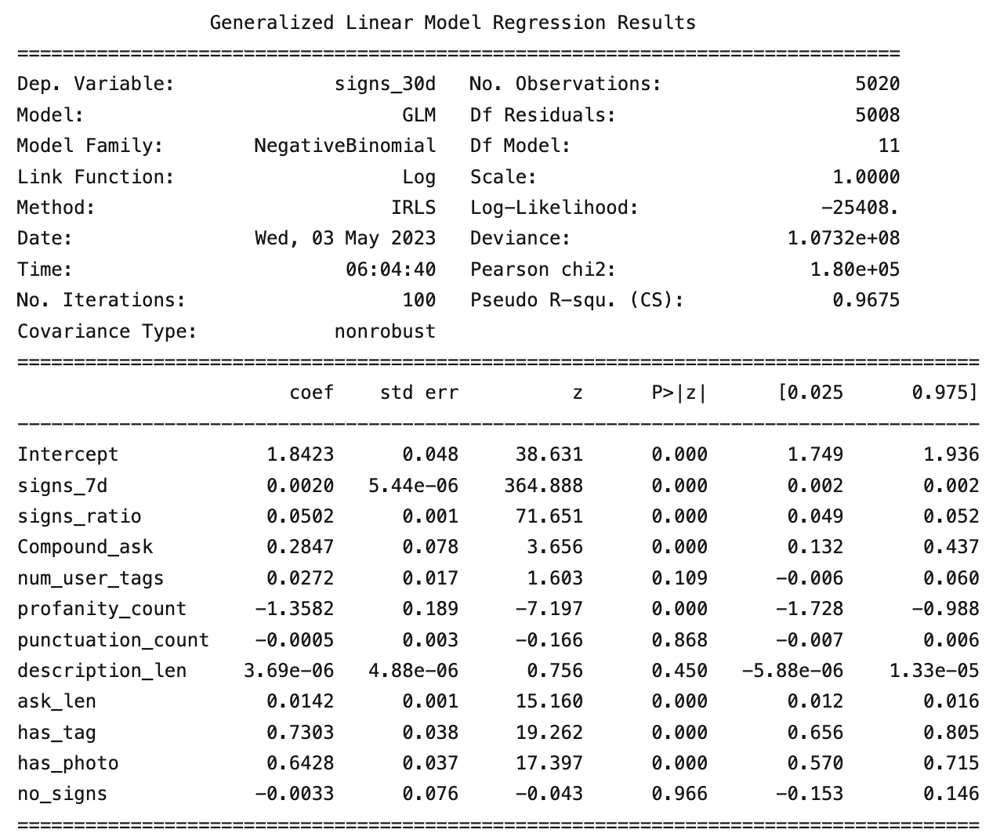 Generalized Linear Model Regression Results
==============================================================================
Dep. Variable:               signs_30d   No. Observations:                 5020
Model:                             GLM   Df Residuals:                     5008
Model Family:         NegativeBinomial   Df Model:                           11
Link Function:                     Log   Scale:                          1.0000
Method:                           IRLS   Log-Likelihood:                -25408.
Date:                 Wed, 03 May 2023   Deviance:                   1.0732e+08
Time:                         06:04:40   Pearson chi2:                 1.80e+05
No. Iterations:                    100   Pseudo R-squ. (CS):             0.9675
Covariance Type:             nonrobust
=====================================================================================
                        coef    std err          z      P>|z|      [0.025      0.975]
-------------------------------------------------------------------------------------
Intercept             1.8423      0.048     38.631      0.000       1.749       1.936
signs_7d              0.0020   5.44e-06    364.888      0.000       0.002       0.002
signs_ratio           0.0502      0.001     71.651      0.000       0.049       0.052
Compound_ask          0.2847      0.078      3.656      0.000       0.132       0.437
num_user_tags         0.0272      0.017      1.603      0.109      -0.006       0.060
profanity_count      -1.3582      0.189     -7.197      0.000      -1.728      -0.988
punctuation_count    -0.0005      0.003     -0.166      0.868      -0.007       0.006
description_len     3.69e-06   4.88e-06      0.756      0.450   -5.88e-06    1.33e-05
ask_len               0.0142      0.001     15.160      0.000       0.012       0.016
has_tag               0.7303      0.038     19.262      0.000       0.656       0.805
has_photo             0.6428      0.037     17.397      0.000       0.570       0.715
no_signs             -0.0033      0.076     -0.043      0.966      -0.153       0.146
=====================================================================================